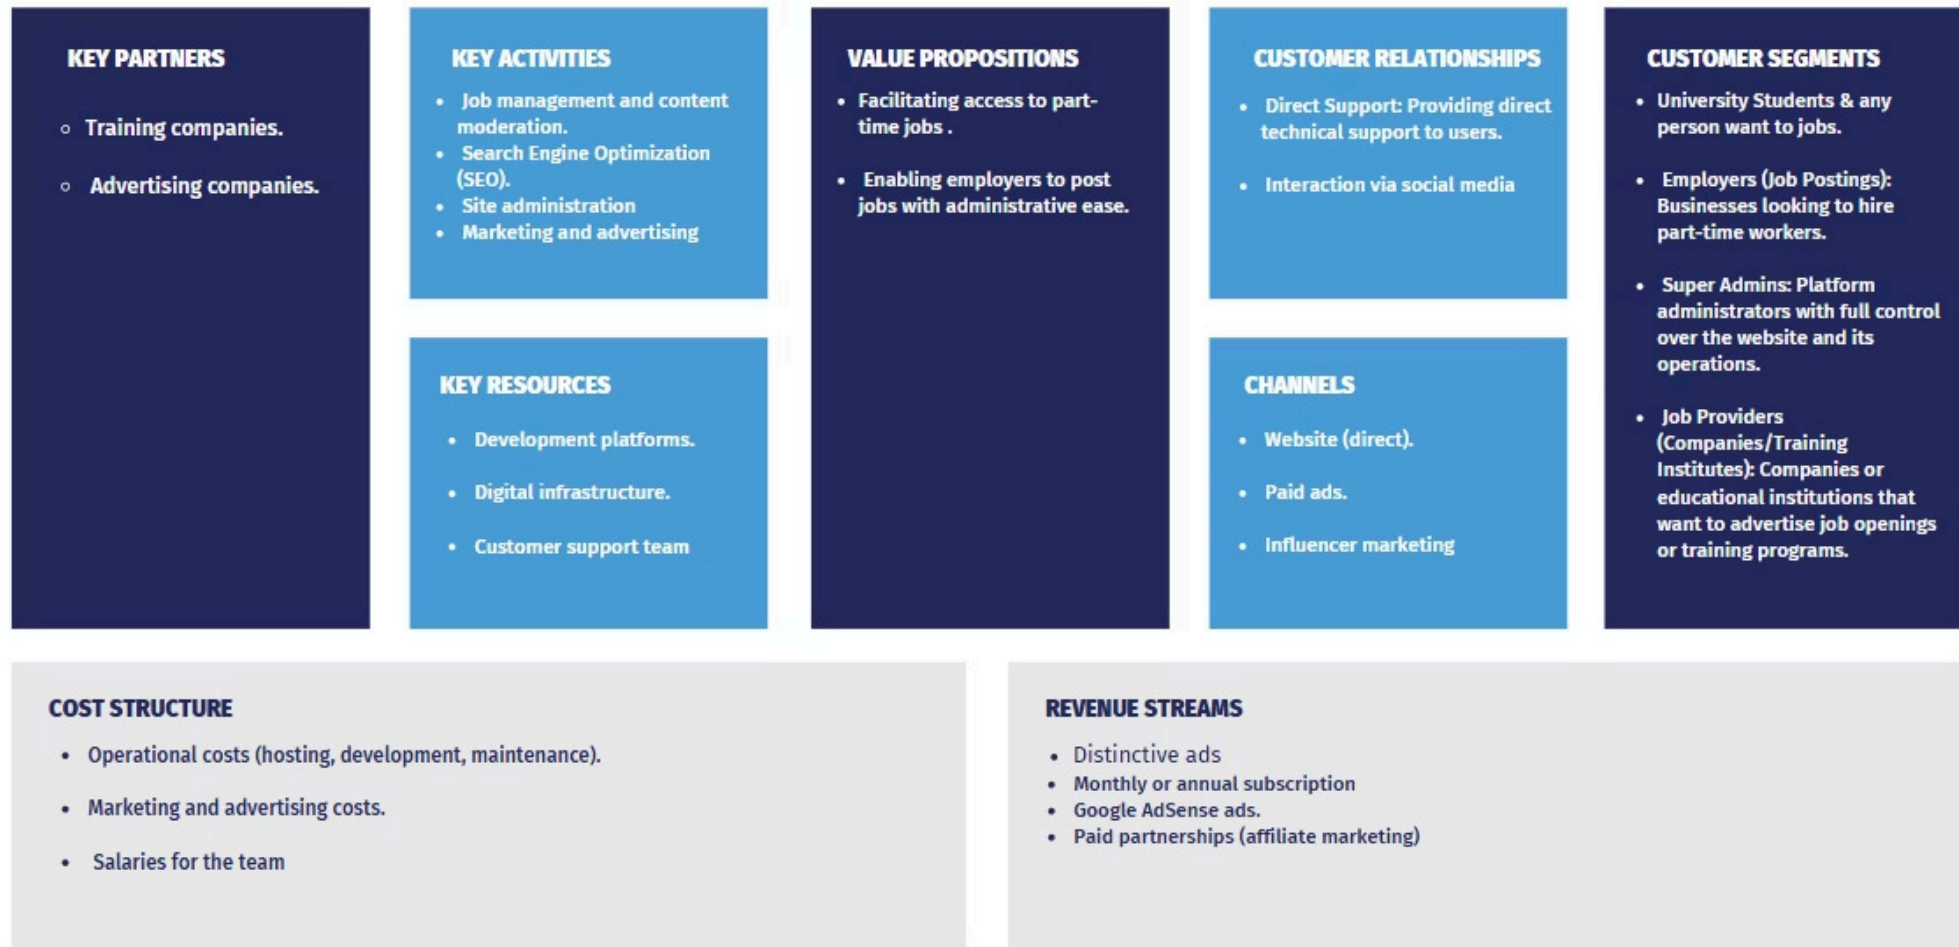 KEY PARTNERS
Training companies.
Advertising companies.
KEY ACTIVITIES
Job management and content
moderation.
Search Engine Optimization
(SEO).
Site administration
Marketing and advertising
KEY RESOURCES
Development platforms.
Digital infrastructure.
Customer support team
VALUE PROPOSITIONS
Facilitating access to part-
time jobs .
Enabling employers to post
jobs with administrative ease.
CUSTOMER RELATIONSHIPS
Direct Support: Providing direct
technical support to users.
Interaction via social media
CHANNELS
Website (direct).
Paid ads.
Influencer marketing
CUSTOMER SEGMENTS
University Students & any
person want to jobs.
Employers (Job Postings):
Businesses looking to hire
part-time workers.
Super Admins: Platform
administrators with full control
over the website and its
operations.
Job Providers
(Companies/Training
Institutes): Companies or
educational institutions that
want to advertise job openings
or training programs.
COST STRUCTURE
Operational costs (hosting, development, maintenance).
Marketing and advertising costs.
Salaries for the team
REVENUE STREAMS
Distinctive ads
Monthly or annual subscription
Google AdSense ads.
Paid partnerships (affiliate marketing)